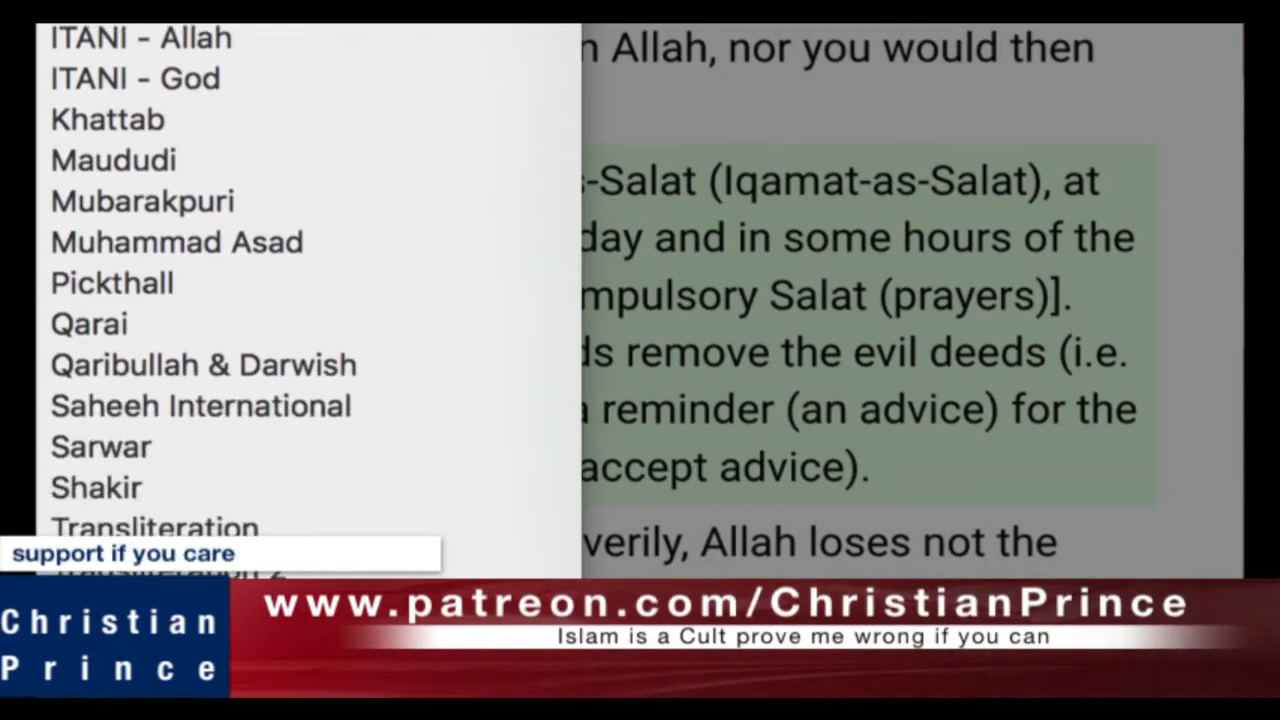 ITANI - Allah
ITANI - God
Khattab
Maududi
Mubarakpuri
Muhammad Asad
Pickthall
Qarai
Qaribullah & Darwish
Saheeh International
Sarwar
Shakir
Transliteration
Allah, nor you would then
-Salat (Iqamat-as-Salat), at
day and in some hours of the
mpulsory Salat (prayers)].
ds remove the evil deeds (i.e.
a reminder (an advice) for the
accept advice).
verily, Allah loses not the
support if you care
Christian
Prince
www.patreon.com/ChristianPrince
Islam is a Cult prove me wrong if you can